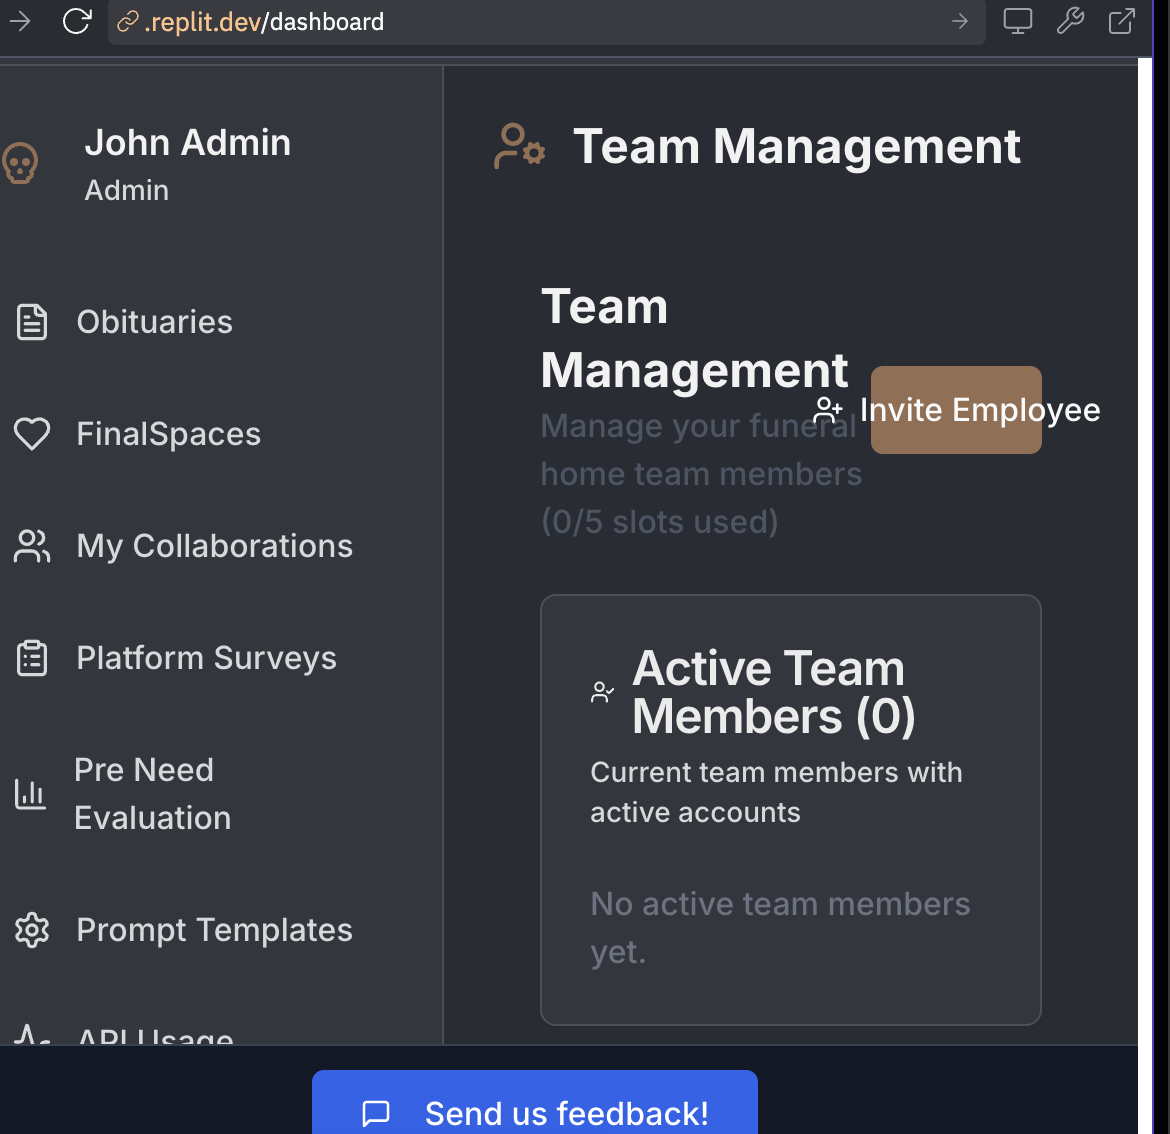 .replit.dev/dashboard
John Admin
Admin
Obituaries
FinalSpaces
My Collaborations
Platform Surveys
Pre Need
Evaluation
Prompt Templates
API Usage
Team Management
Team
Management
Invite Employee
Manage your funeral
home team members
(0/5 slots used)
Active Team
Members (0)
Current team members with
active accounts
No active team members
yet.
Send us feedback!